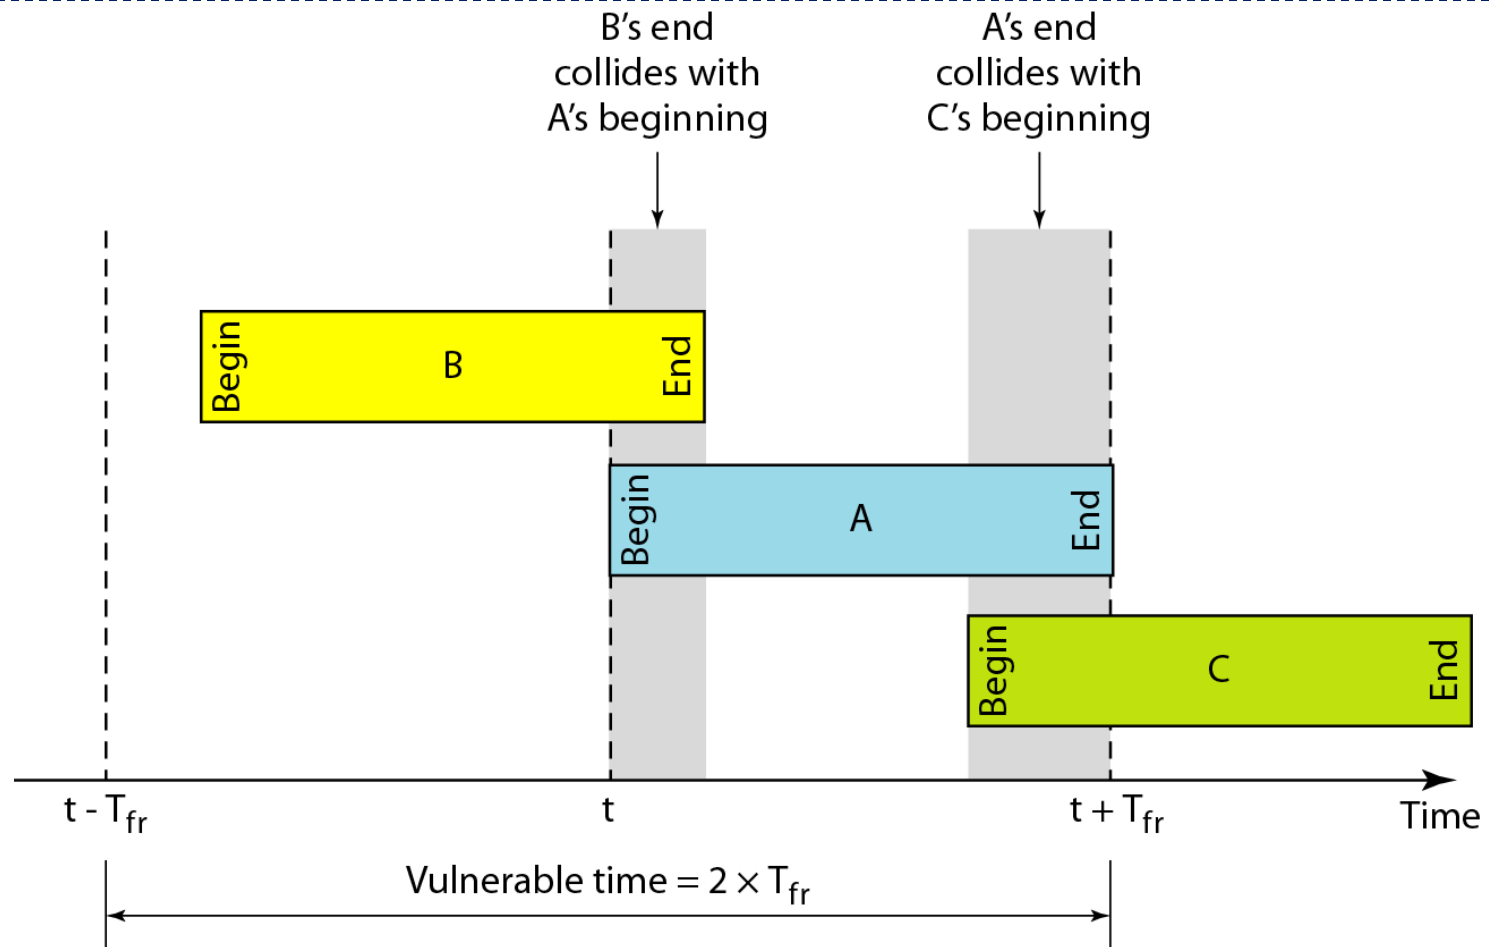 B's end
collides with
A's beginning
A's end
collides with
C's beginning
Begin
B
End
Begin
A
End
Begin
C
End
t - Tfr
t
t + Tfr
Time
Vulnerable time = 2 × Tfr